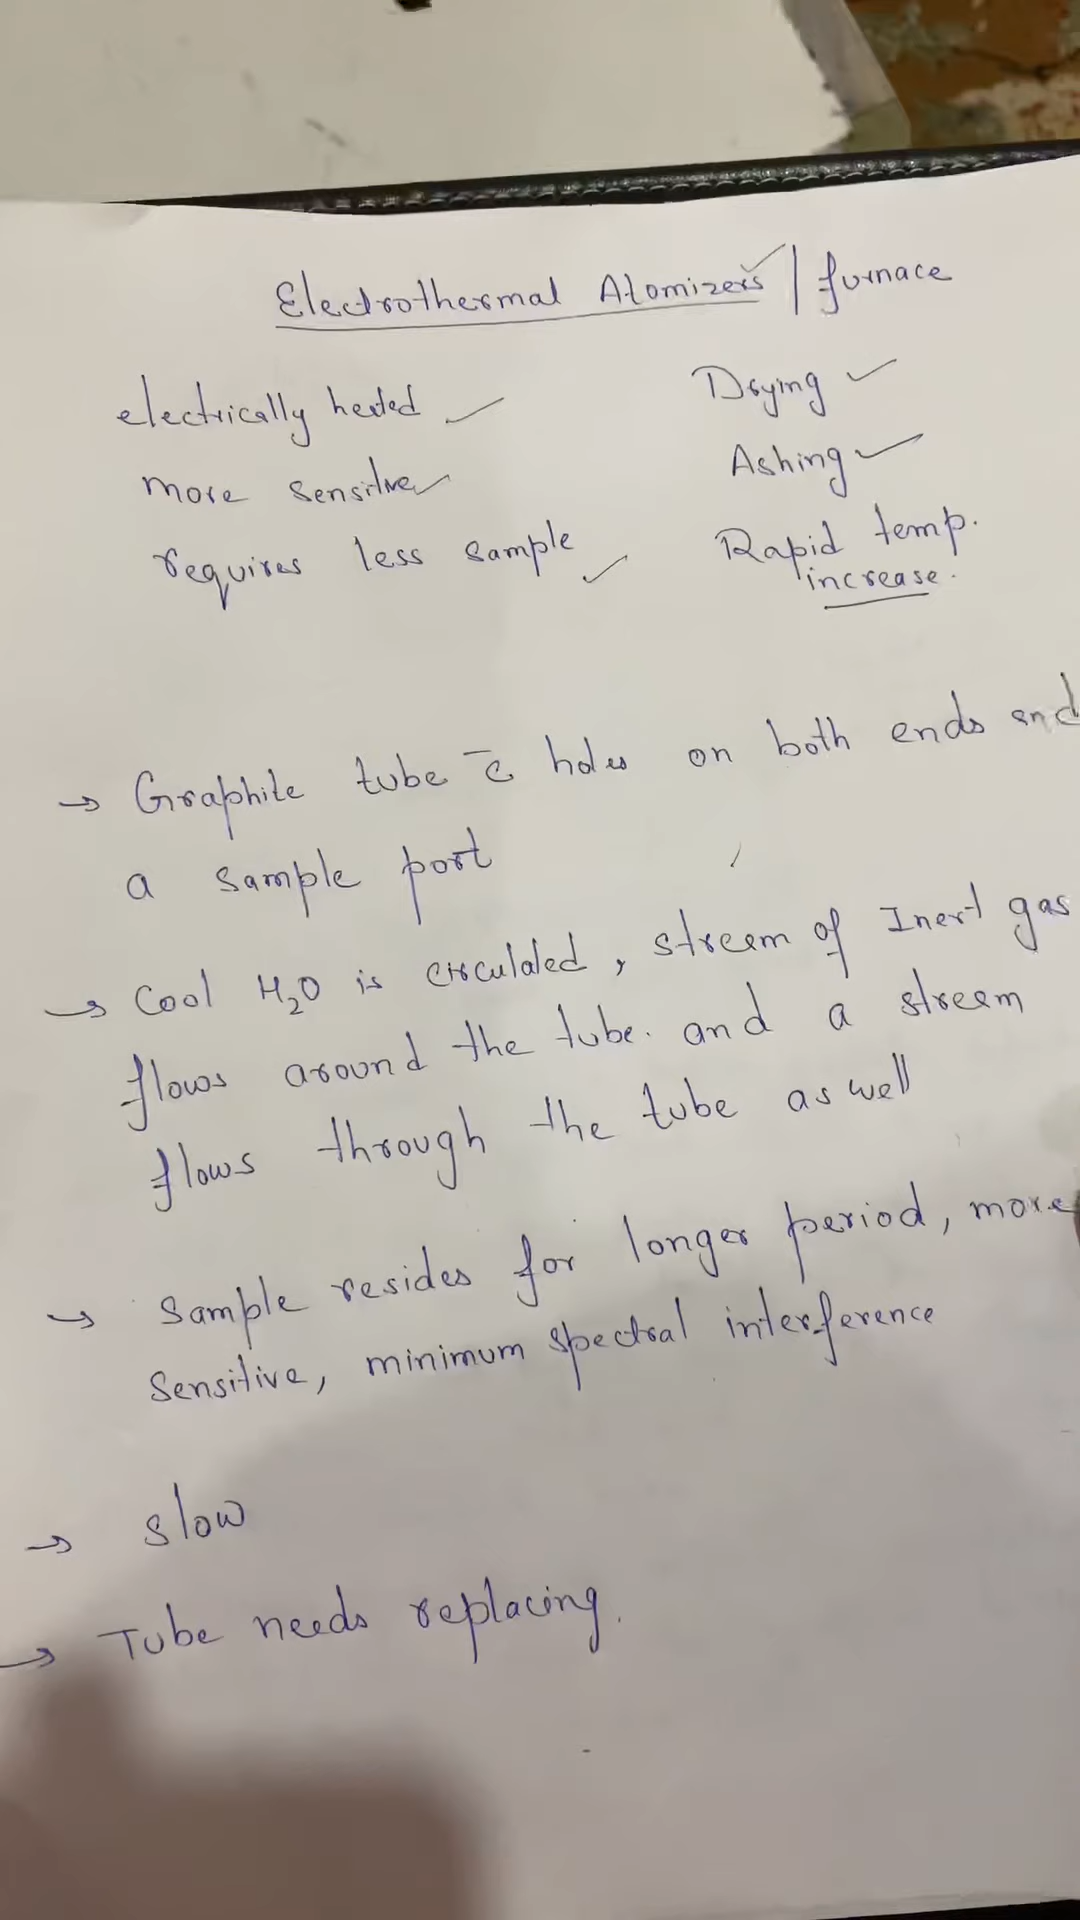 Electrothermal Atomizers / furnace
electrically heated ✓
more sensitive ✓
requires less sample ✓
Drying ✓
Ashing ✓
Rapid temp.
increase.
→ Graphite tube c̅ holes on both ends and
a sample port
→ Cool H₂O is circulated, stream of Inert gas
flows around the tube. and a stream
flows through the tube as well
→ Sample resides for longer period, more
Sensitive, minimum spectral interference
→ slow
→ Tube needs replacing.